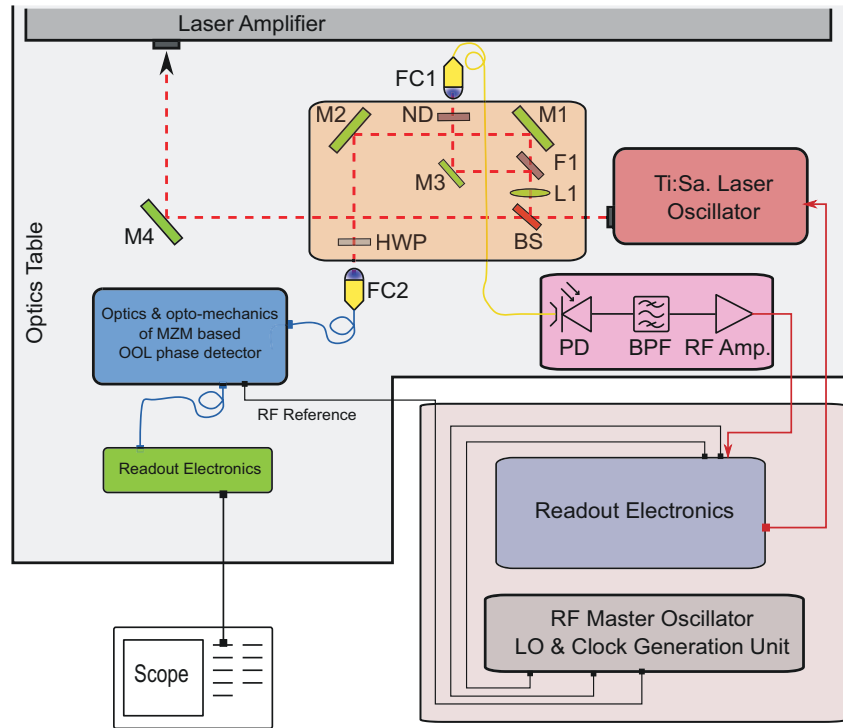 Laser Amplifier
FC1
M2
ND
M1
F1
M3
L1
Ti:Sa. Laser
Oscillator
M4
HWP
BS
FC2
Optics Table
Optics & opto-mechanics
of MZM based
OOL phase detector
PD
BPF
RF Amp.
RF Reference
Readout Electronics
Readout Electronics
RF Master Oscillator
LO & Clock Generation Unit
Scope